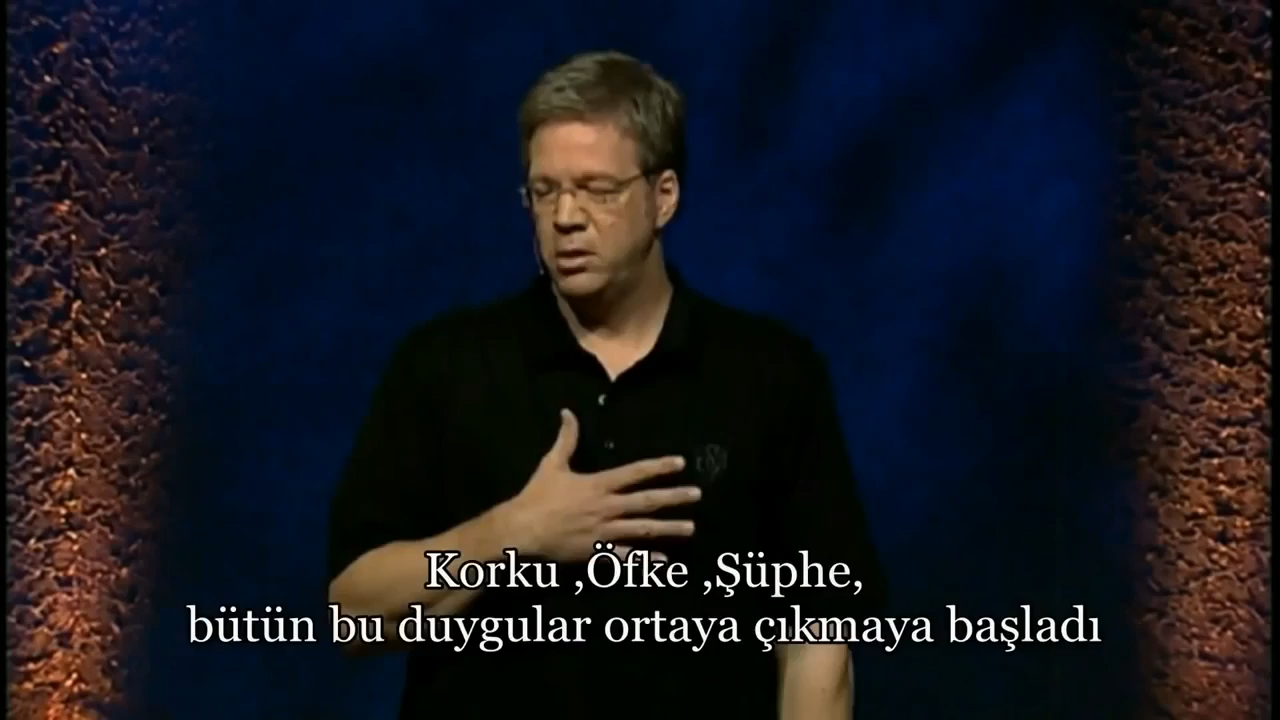 Korku ,Öfke ,Şüphe,
bütün bu duygular ortaya çıkmaya başladı